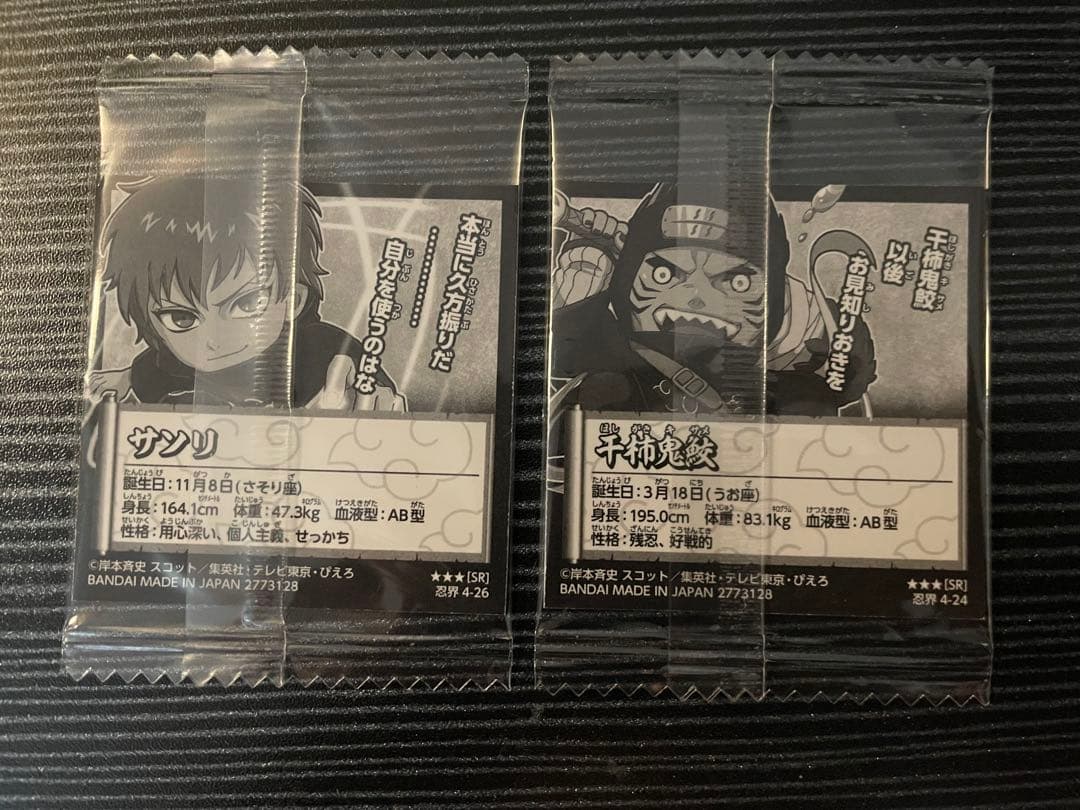 本当に久方振りだ
…………
自分を使うのはな
サソリ
誕生日:11月8日(さそり座)
身長:164.1cm 体重:47.3kg 血液型:AB型
性格:用心深い、個人主義、せっかち
©岸本斉史 スコット/集英社・テレビ東京・ぴえろ
BANDAI MADE IN JAPAN 2773128
★★★[SR]
忍界 4-26
干柿鬼鮫
以後
お見知りおきを
干柿鬼鮫
誕生日:3月18日(うお座)
身長:195.0cm 体重:83.1kg 血液型:AB型
性格:残忍、好戦的
©岸本斉史 スコット/集英社・テレビ東京・ぴえろ
BANDAI MADE IN JAPAN 2773128
★★★[SR]
忍界 4-24